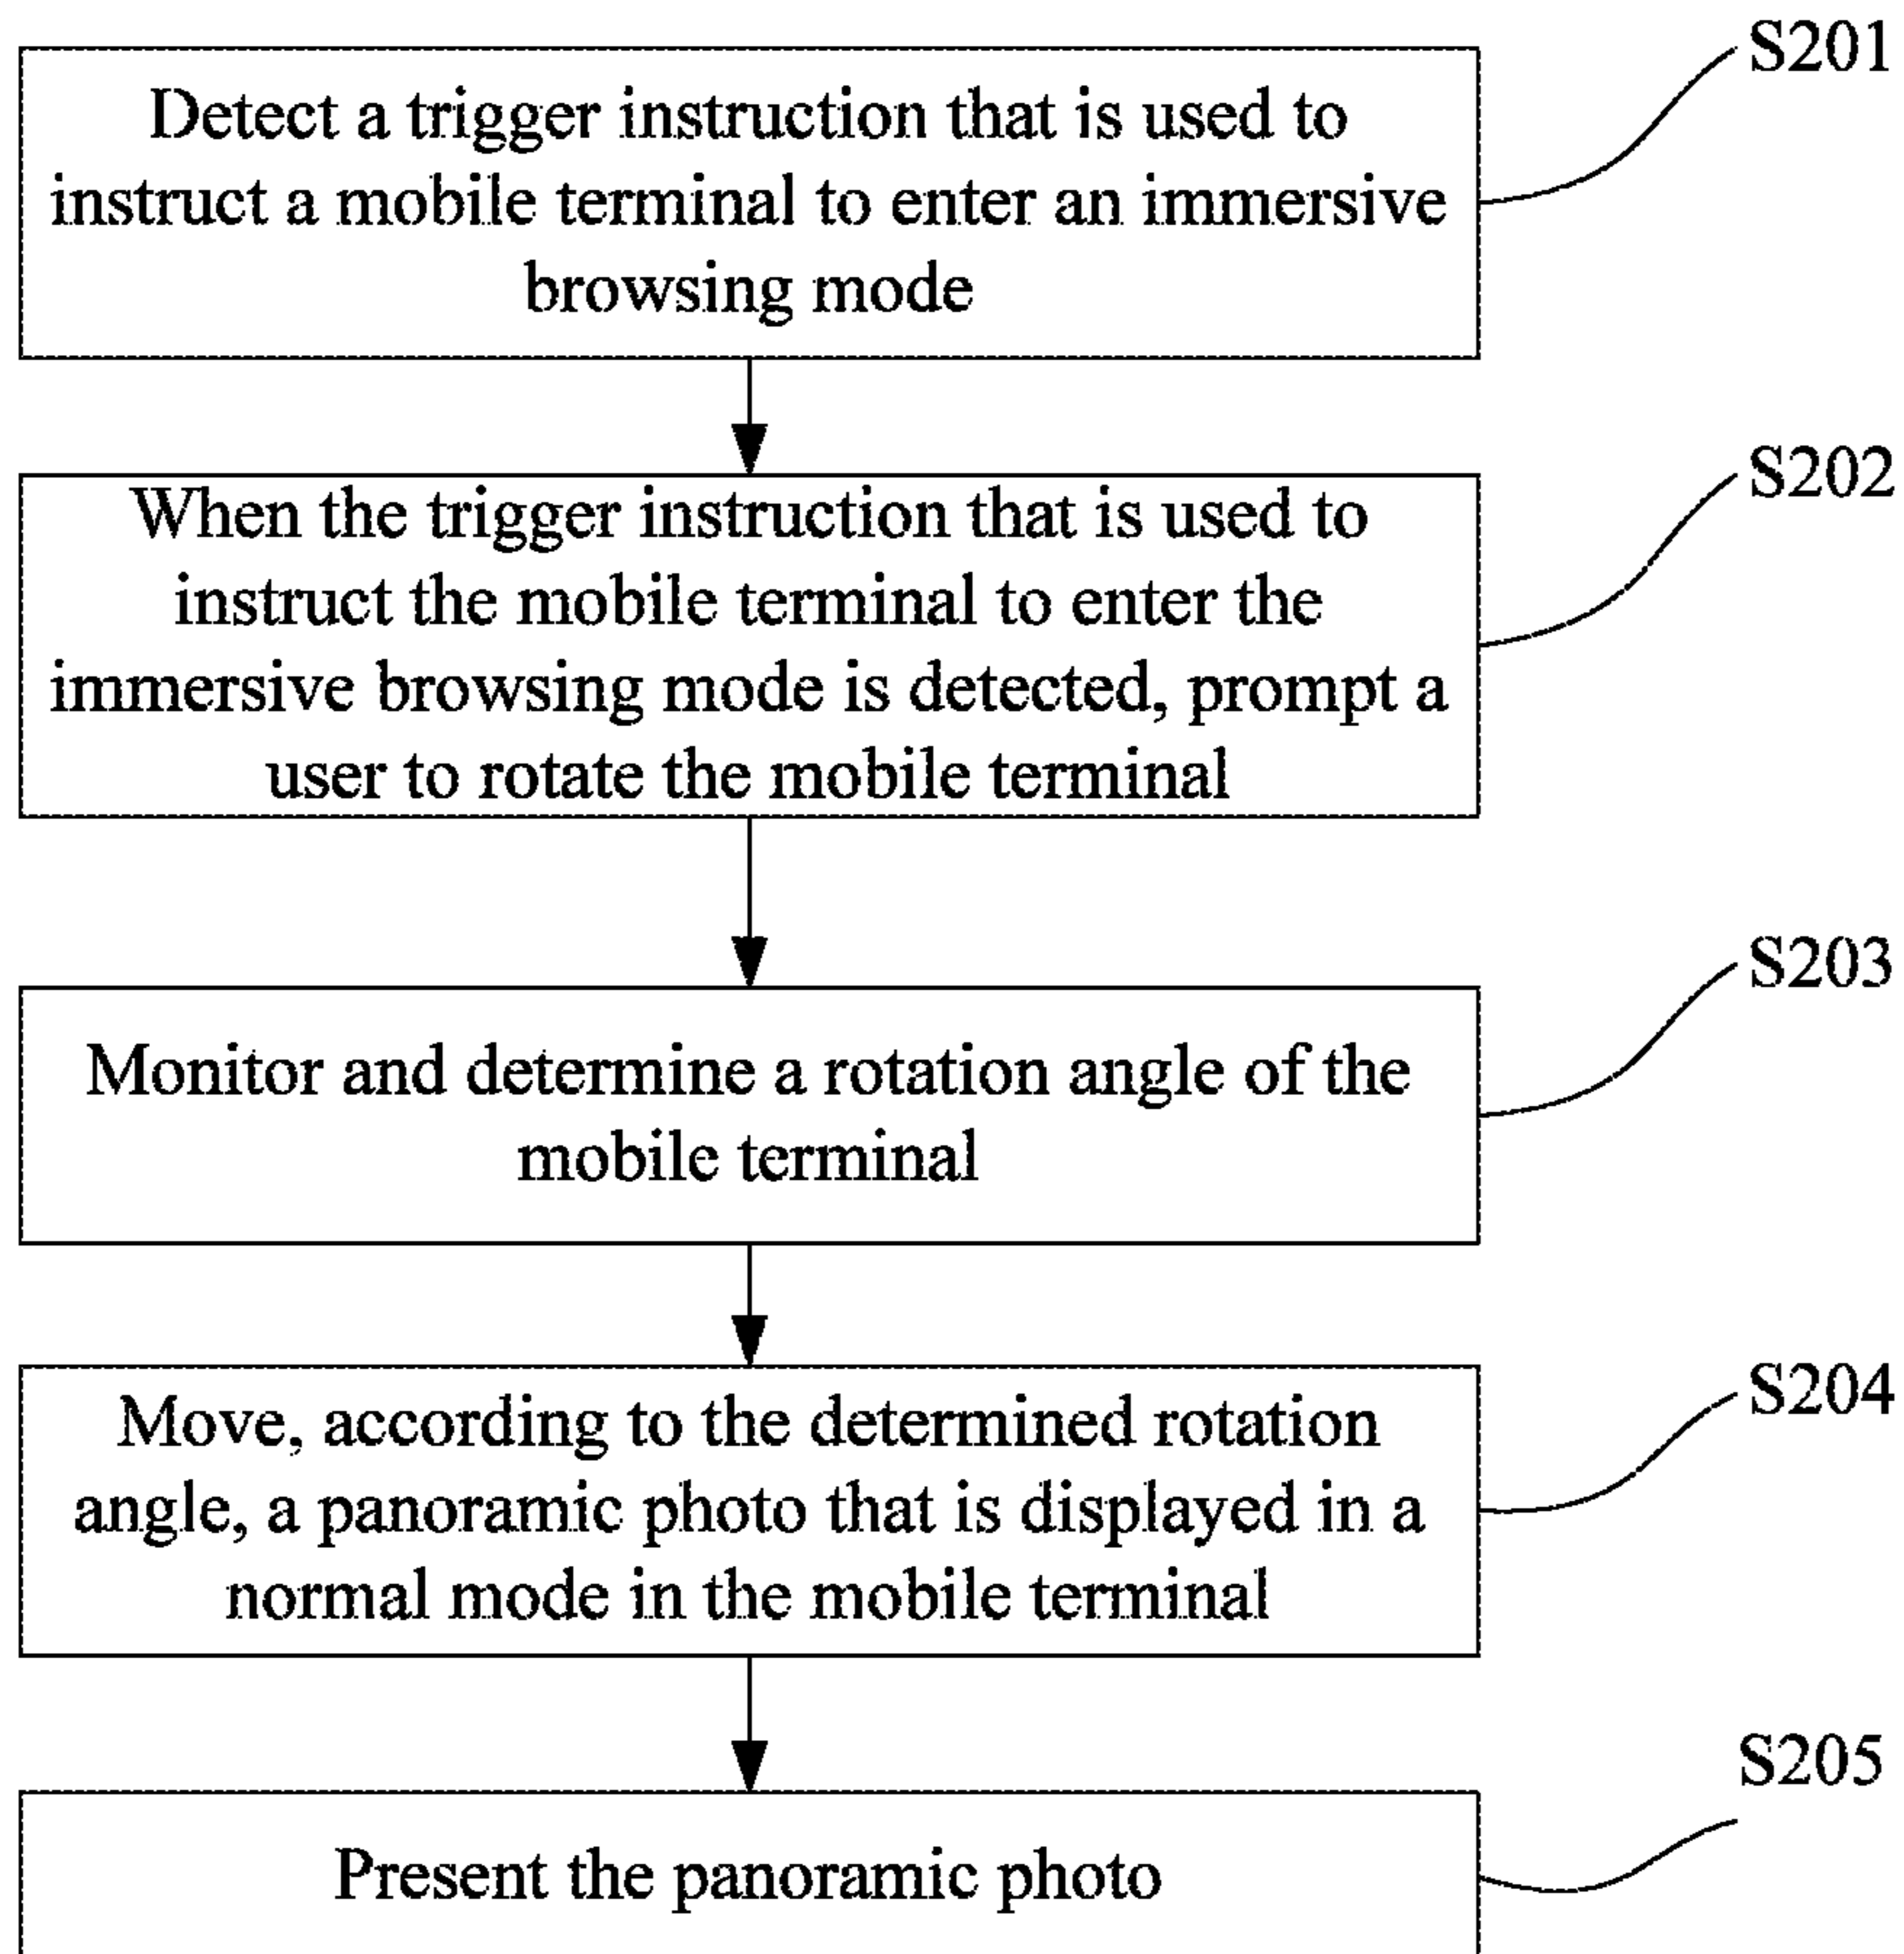 S201
Detect a trigger instruction that is used to
instruct a mobile terminal to enter an immersive
browsing mode
S202
When the trigger instruction that is used to
instruct the mobile terminal to enter the
immersive browsing mode is detected, prompt a
user to rotate the mobile terminal
S203
Monitor and determine a rotation angle of the
mobile terminal
S204
Move, according to the determined rotation
angle, a panoramic photo that is displayed in a
normal mode in the mobile terminal
S205
Present the panoramic photo